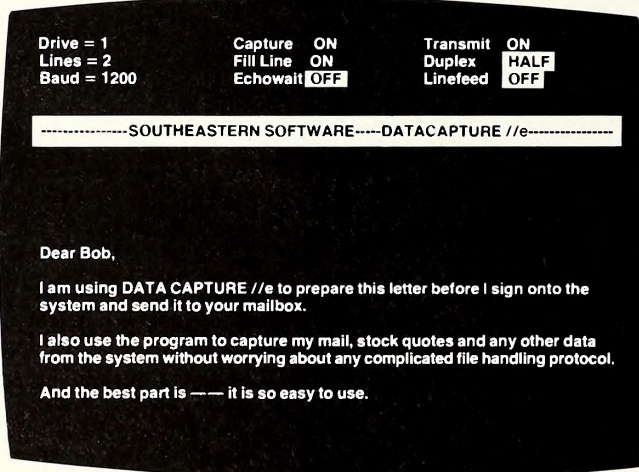 Drive = 1 Capture ON Transmit ON
Lines = 2 Fill Line ON Duplex HALF
Baud = 1200 Echowait OFF Linefeed OFF
----------------SOUTHEASTERN SOFTWARE-----DATACAPTURE //e----------------
Dear Bob,
I am using DATA CAPTURE //e to prepare this letter before I sign onto the
system and send it to your mailbox.
I also use the program to capture my mail, stock quotes and any other data
from the system without worrying about any complicated file handling protocol.
And the best part is —— it is so easy to use.